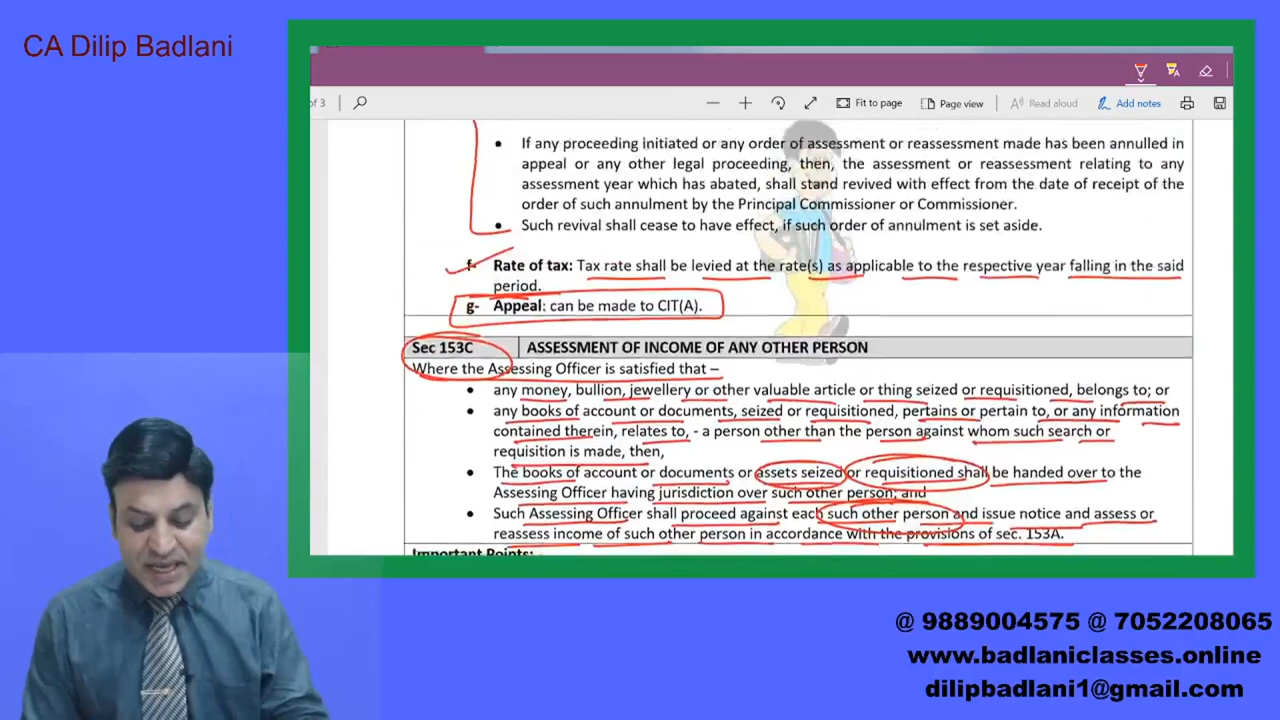 CA Dilip Badlani
of 3
Fit to page
Page view
Read aloud
Add notes
• If any proceeding initiated or any order of assessment or reassessment made has been annulled in
appeal or any other legal proceeding, then, the assessment or reassessment relating to any
assessment year which has abated, shall stand revived with effect from the date of receipt of the
order of such annulment by the Principal Commissioner or Commissioner.
• Such revival shall cease to have effect, if such order of annulment is set aside.
f- Rate of tax: Tax rate shall be levied at the rate(s) as applicable to the respective year falling in the said
period.
g- Appeal: can be made to CIT(A).
Sec 153C ASSESSMENT OF INCOME OF ANY OTHER PERSON
Where the Assessing Officer is satisfied that –
• any money, bullion, jewellery or other valuable article or thing seized or requisitioned, belongs to; or
• any books of account or documents, seized or requisitioned, pertains or pertain to, or any information
contained therein, relates to, - a person other than the person against whom such search or
requisition is made, then,
• The books of account or documents or assets seized or requisitioned shall be handed over to the
Assessing Officer having jurisdiction over such other person; and
• Such Assessing Officer shall proceed against each such other person and issue notice and assess or
reassess income of such other person in accordance with the provisions of sec. 153A.
Important Points: -
@ 9889004575 @ 7052208065
www.badlaniclasses.online
dilipbadlani1@gmail.com